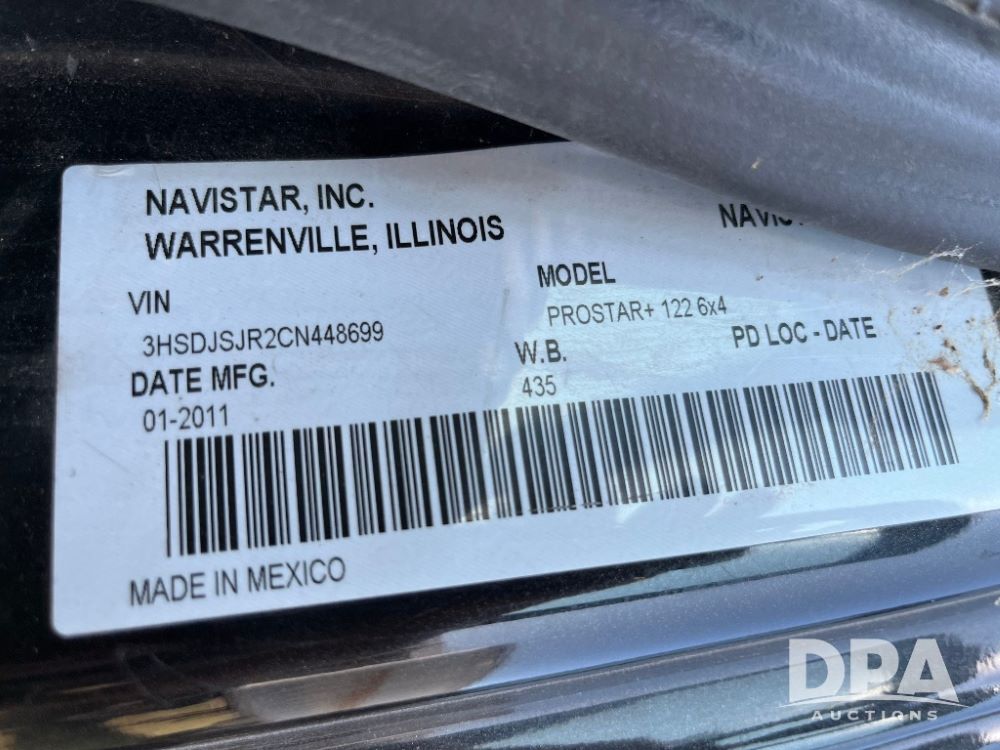 NAVISTAR, INC.
WARRENVILLE, ILLINOIS
VIN
3HSDJSJR2CN448699
DATE MFG.
01-2011
MODEL
PROSTAR+ 122 6x4
W.B.
435
PD LOC - DATE
MADE IN MEXICO
DPA
AUCTIONS